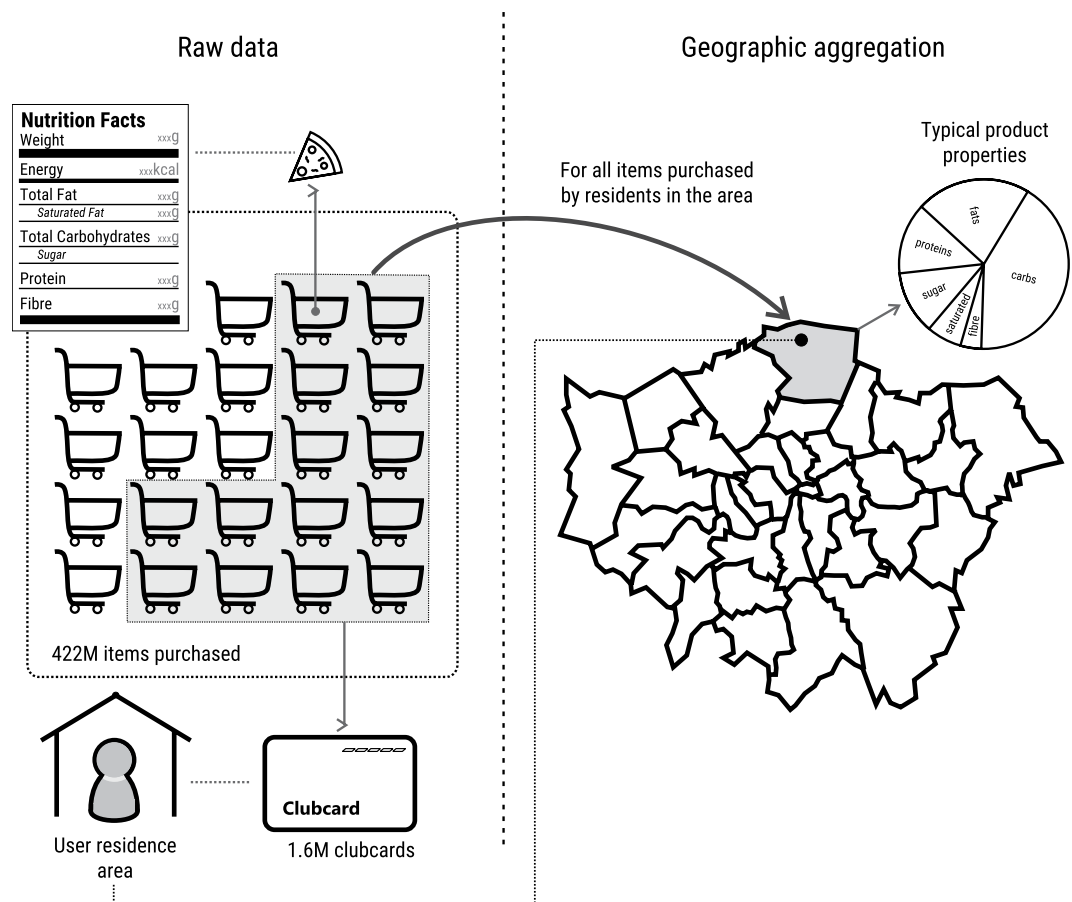 Raw data
Geographic aggregation
Nutrition Facts
Weight xxxg
Energy xxxkcal
Total Fat xxxg
Saturated Fat xxxg
Total Carbohydrates xxxg
Sugar
Protein xxxg
Fibre xxxg
For all items purchased
by residents in the area
Typical product
properties
fats
carbs
proteins
sugar
saturated
fibre
422M items purchased
Clubcard
1.6M clubcards
User residence
area